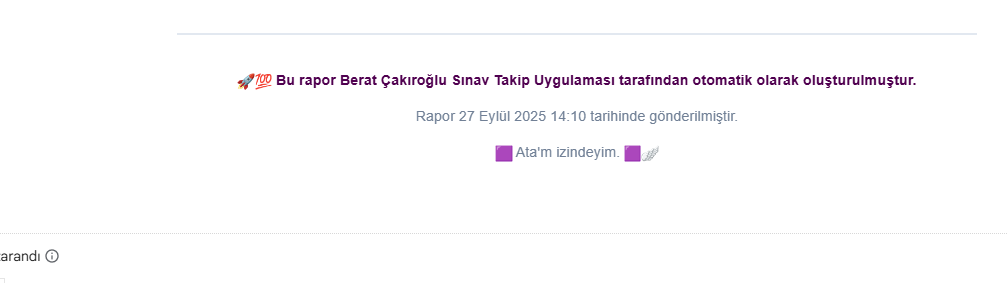 🚀💯 Bu rapor Berat Çakıroğlu Sınav Takip Uygulaması tarafından otomatik olarak oluşturulmuştur.
Rapor 27 Eylül 2025 14:10 tarihinde gönderilmiştir.
🟪 Ata'm izindeyim. 🟪🪽
arandı